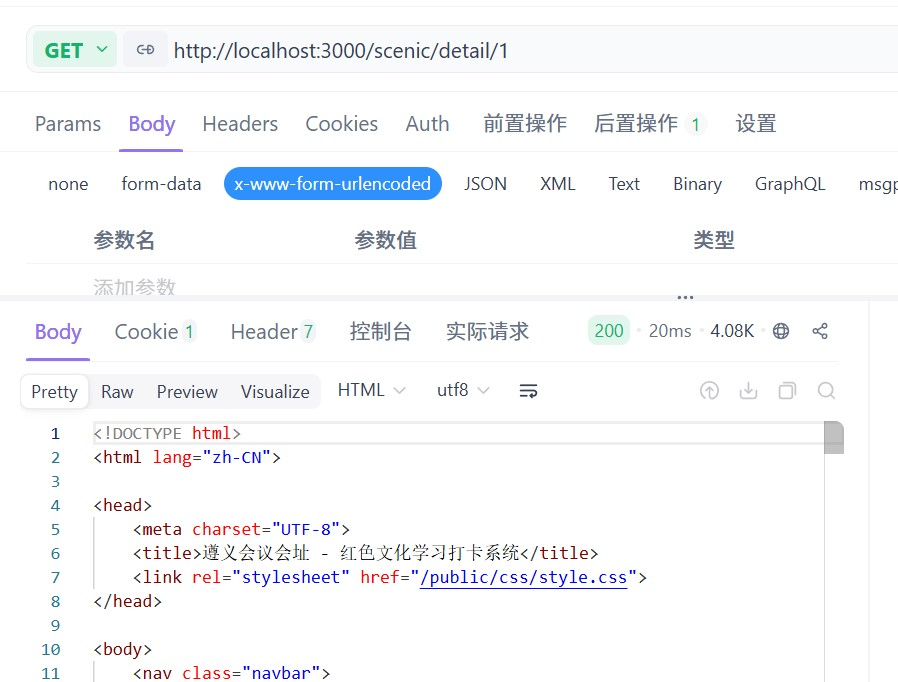 GET http://localhost:3000/scenic/detail/1
Params Body Headers Cookies Auth 前置操作 后置操作 1 设置
none form-data x-www-form-urlencoded JSON XML Text Binary GraphQL msgp
参数名 参数值 类型
添加参数
Body Cookie 1 Header 7 控制台 实际请求 200 20ms 4.08K
Pretty Raw Preview Visualize HTML utf8
1 <!DOCTYPE html>
2 <html lang="zh-CN">
3
4 <head>
5 <meta charset="UTF-8">
6 <title>遵义会议会址 - 红色文化学习打卡系统</title>
7 <link rel="stylesheet" href="/public/css/style.css">
8 </head>
9
10 <body>
11 <nav class="navbar">